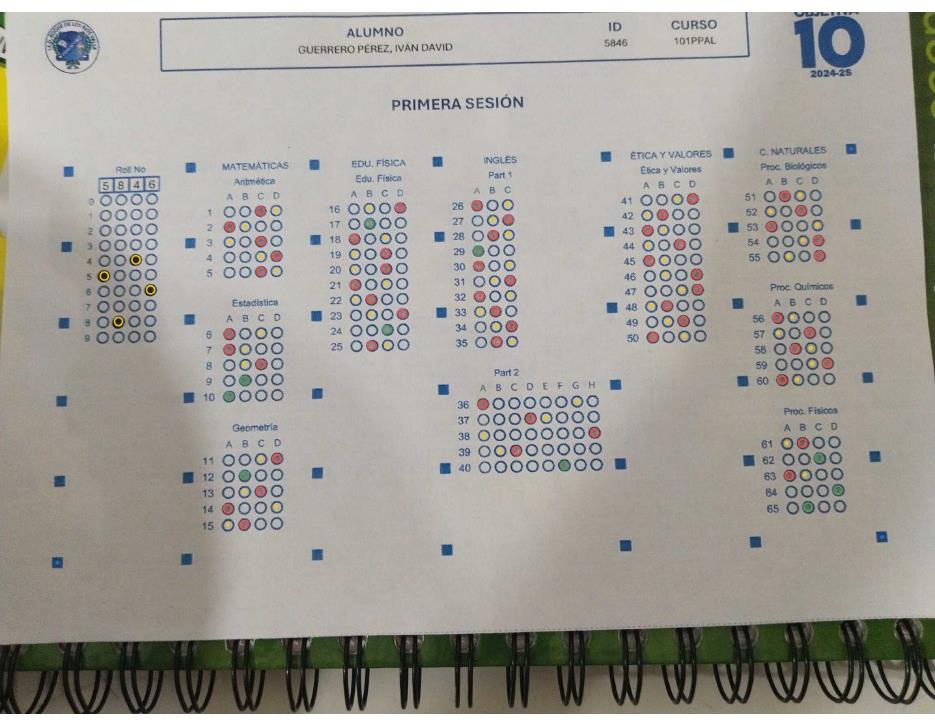 OBJETIVA
10
2024-25
ALUMNO ID CURSO
GUERRERO PÉREZ, IVÁN DAVID 5846 101PPAL
PRIMERA SESIÓN
Roll No
5 8 4 6
0
1
2
3
4
5
6
7
8
9
MATEMÁTICAS
Aritmética
A B C D
1
2
3
4
5
Estadística
A B C D
6
7
8
9
10
Geometría
A B C D
11
12
13
14
15
EDU. FÍSICA
Edu. Física
A B C D
16
17
18
19
20
21
22
23
24
25
INGLÉS
Part 1
A B C
26
27
28
29
30
31
32
33
34
35
Part 2
A B C D E F G H
36
37
38
39
40
ÉTICA Y VALORES
Ética y Valores
A B C D
41
42
43
44
45
46
47
48
49
50
C. NATURALES
Proc. Biológicos
A B C D
51
52
53
54
55
Proc. Químicos
A B C D
56
57
58
59
60
Proc. Físicos
A B C D
61
62
63
64
65